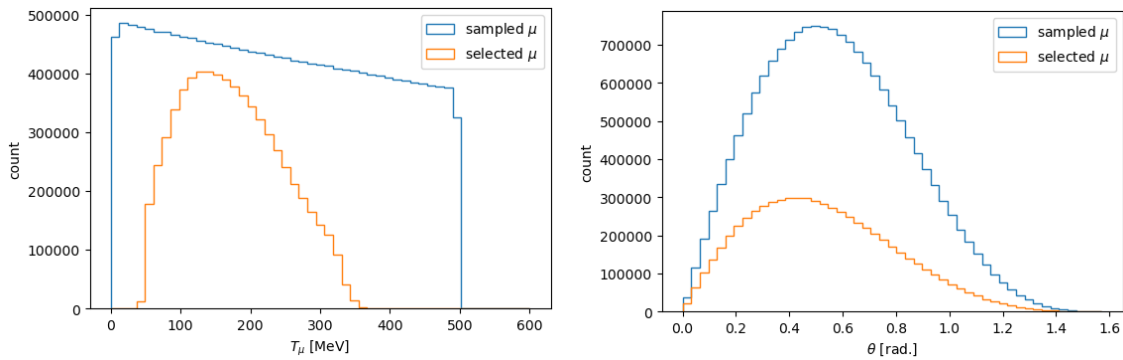 500000
400000
300000
200000
100000
0
count
0 100 200 300 400 500 600
T_μ [MeV]
sampled μ
selected μ
700000
600000
500000
400000
300000
200000
100000
0
count
0.0 0.2 0.4 0.6 0.8 1.0 1.2 1.4 1.6
θ [rad.]
sampled μ
selected μ